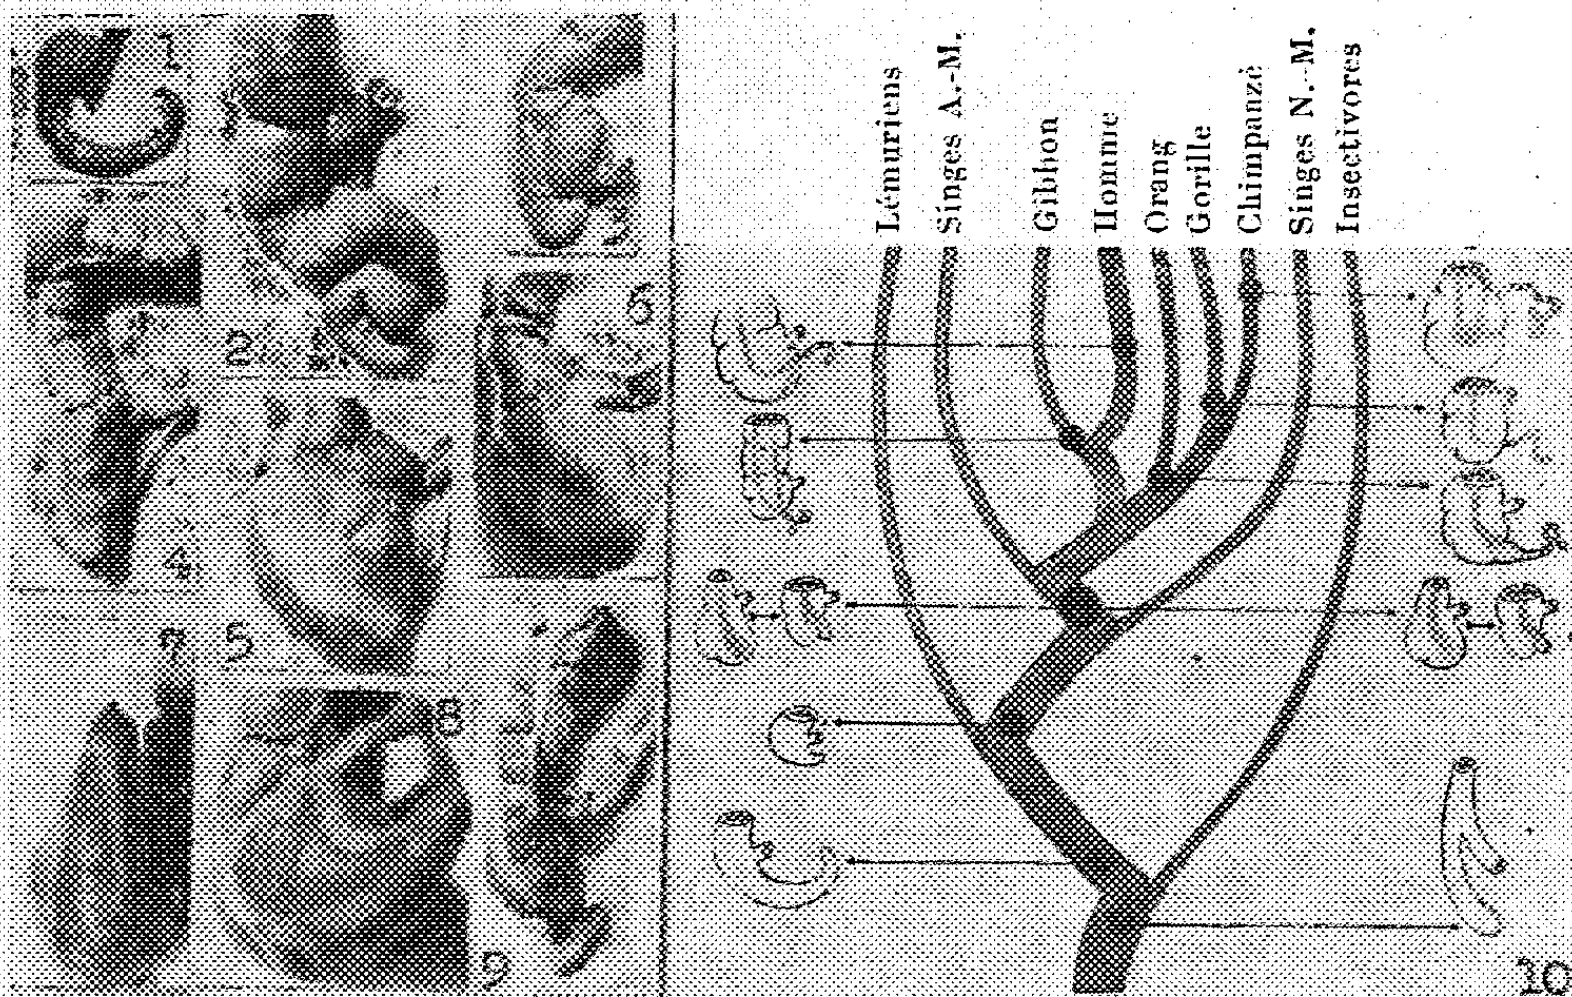 1
2
3
4
5
6
7
8
9
Lémuriens
Singes A.-M.
Gibbon
Homme
Orang
Gorille
Chimpanzé
Singes N.-M.
Insectivores
10